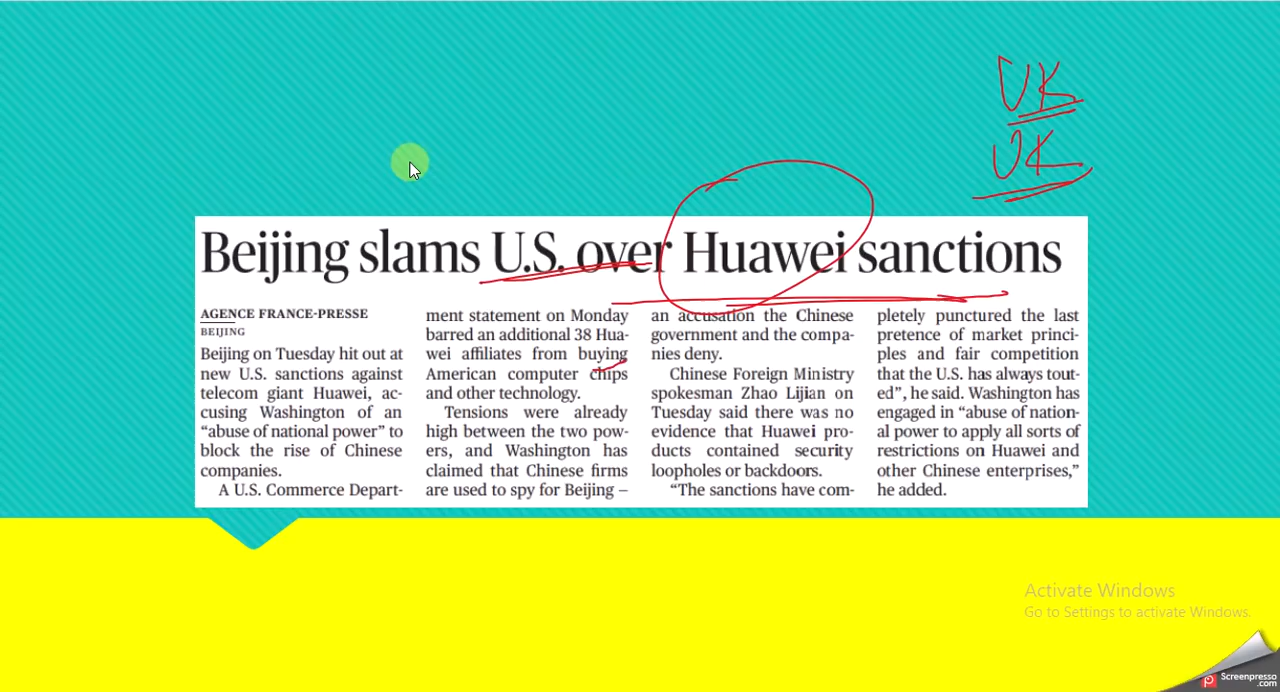 UK
UK
Beijing slams U.S. over Huawei sanctions
AGENCE FRANCE-PRESSE
BEIJING
Beijing on Tuesday hit out at
new U.S. sanctions against
telecom giant Huawei, ac-
cusing Washington of an
“abuse of national power” to
block the rise of Chinese
companies.
A U.S. Commerce Depart-
ment statement on Monday
barred an additional 38 Hua-
wei affiliates from buying
American computer chips
and other technology.
Tensions were already
high between the two pow-
ers, and Washington has
claimed that Chinese firms
are used to spy for Beijing –
an accusation the Chinese
government and the compa-
nies deny.
Chinese Foreign Ministry
spokesman Zhao Lijian on
Tuesday said there was no
evidence that Huawei pro-
ducts contained security
loopholes or backdoors.
“The sanctions have com-
pletely punctured the last
pretence of market princi-
ples and fair competition
that the U.S. has always tout-
ed”, he said. Washington has
engaged in “abuse of nation-
al power to apply all sorts of
restrictions on Huawei and
other Chinese enterprises,”
he added.
Activate Windows
Go to Settings to activate Windows.
Screenpresso
.com